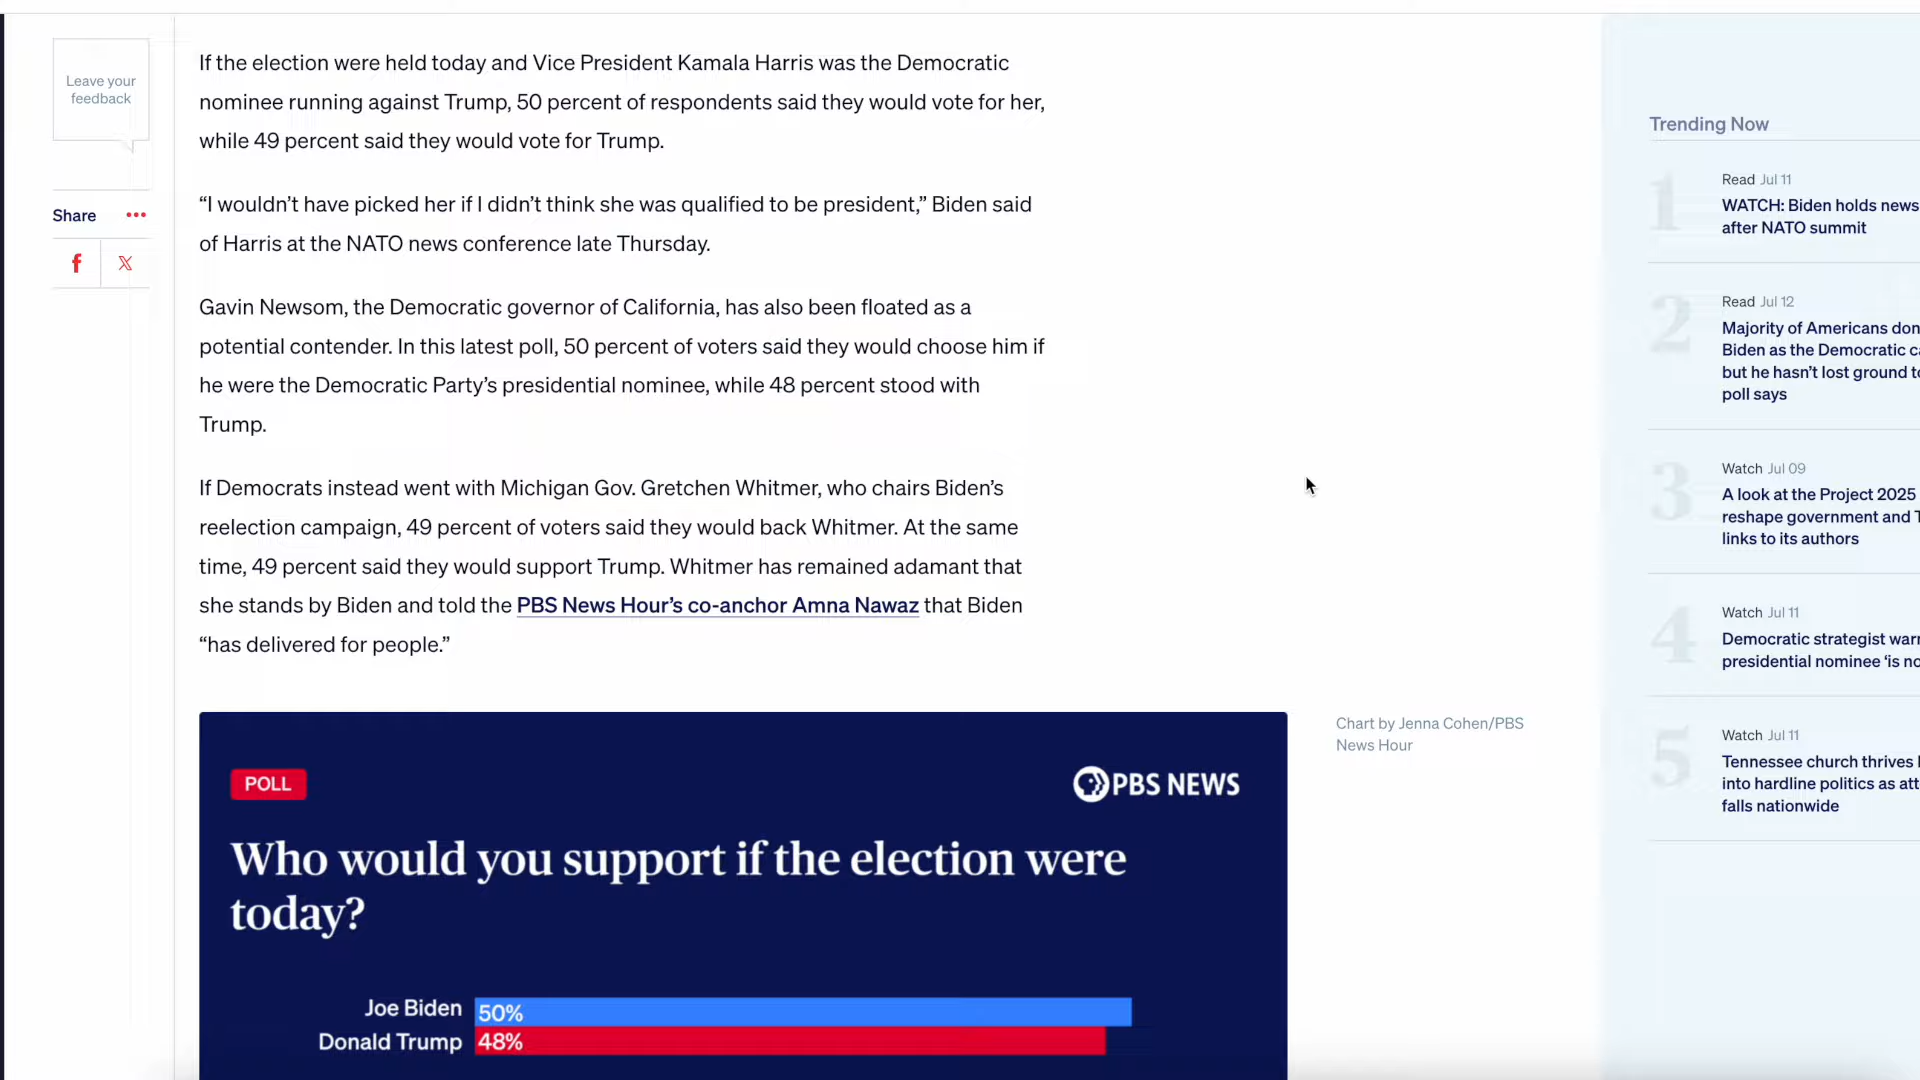 Leave your
feedback
Share
If the election were held today and Vice President Kamala Harris was the Democratic
nominee running against Trump, 50 percent of respondents said they would vote for her,
while 49 percent said they would vote for Trump.
“I wouldn’t have picked her if I didn’t think she was qualified to be president,” Biden said
of Harris at the NATO news conference late Thursday.
Gavin Newsom, the Democratic governor of California, has also been floated as a
potential contender. In this latest poll, 50 percent of voters said they would choose him if
he were the Democratic Party’s presidential nominee, while 48 percent stood with
Trump.
If Democrats instead went with Michigan Gov. Gretchen Whitmer, who chairs Biden’s
reelection campaign, 49 percent of voters said they would back Whitmer. At the same
time, 49 percent said they would support Trump. Whitmer has remained adamant that
she stands by Biden and told the PBS News Hour’s co-anchor Amna Nawaz that Biden
“has delivered for people.”
POLL
PBS NEWS
Who would you support if the election were
today?
Joe Biden 50%
Donald Trump 48%
Chart by Jenna Cohen/PBS
News Hour
Trending Now
1
Read Jul 11
WATCH: Biden holds news
after NATO summit
2
Read Jul 12
Majority of Americans don
Biden as the Democratic
but he hasn’t lost ground
poll says
3
Watch Jul 09
A look at the Project 2025
reshape government and
links to its authors
4
Watch Jul 11
Democratic strategist
presidential nominee ‘is
5
Watch Jul 11
Tennessee church thrives
into hardline politics as
falls nationwide